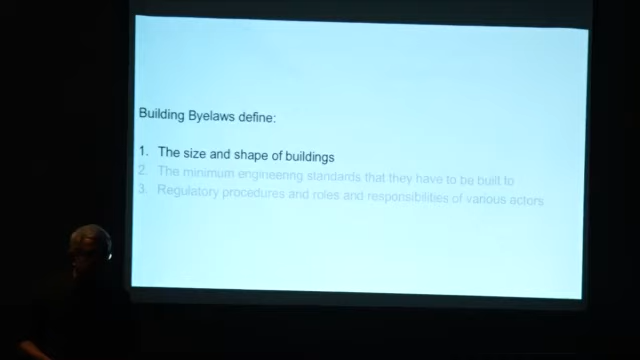 Building Byelaws define:
1. The size and shape of buildings
2. The minimum engineering standards that they have to be built to
3. Regulatory procedures and roles and responsibilities of various actors